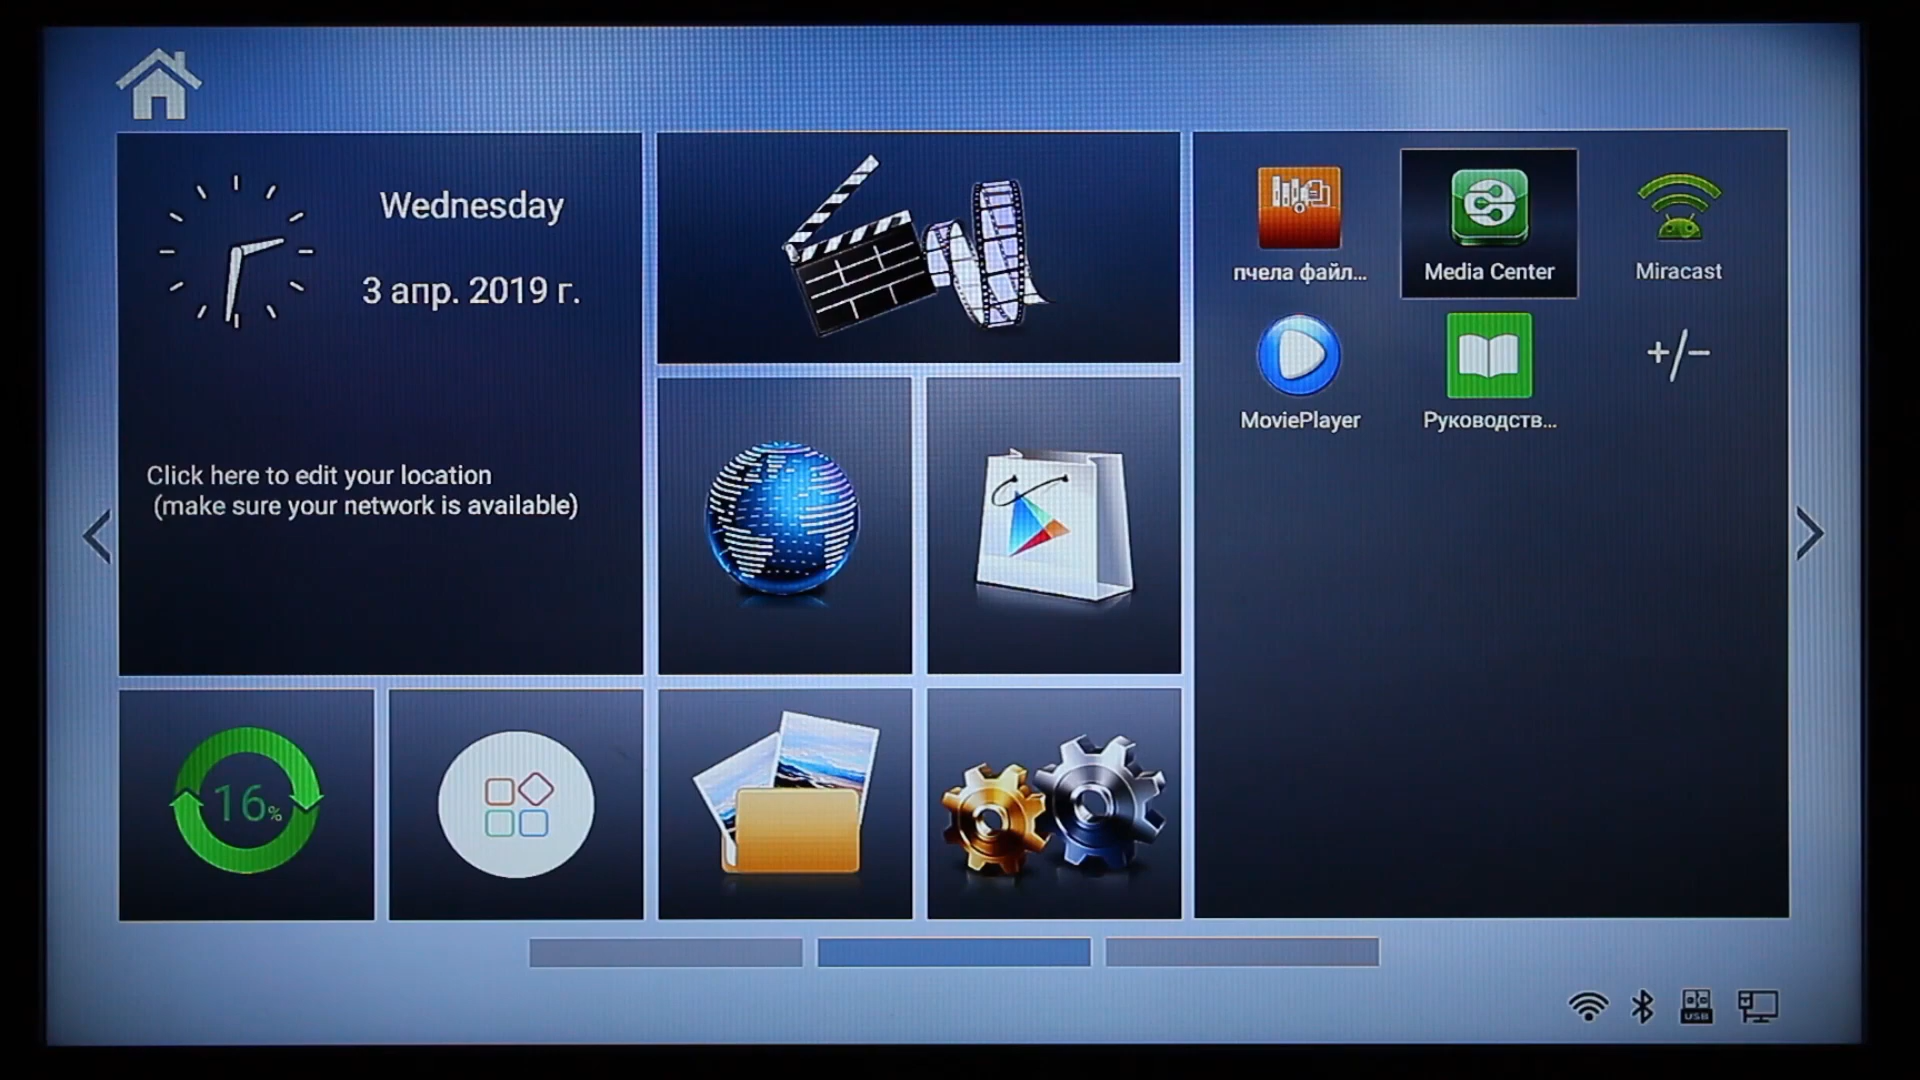 Wednesday
3 апр. 2019 г.
Click here to edit your location
(make sure your network is available)
16%
пчела файл...
Media Center
Miracast
MoviePlayer
Руководств...
+/−
USB